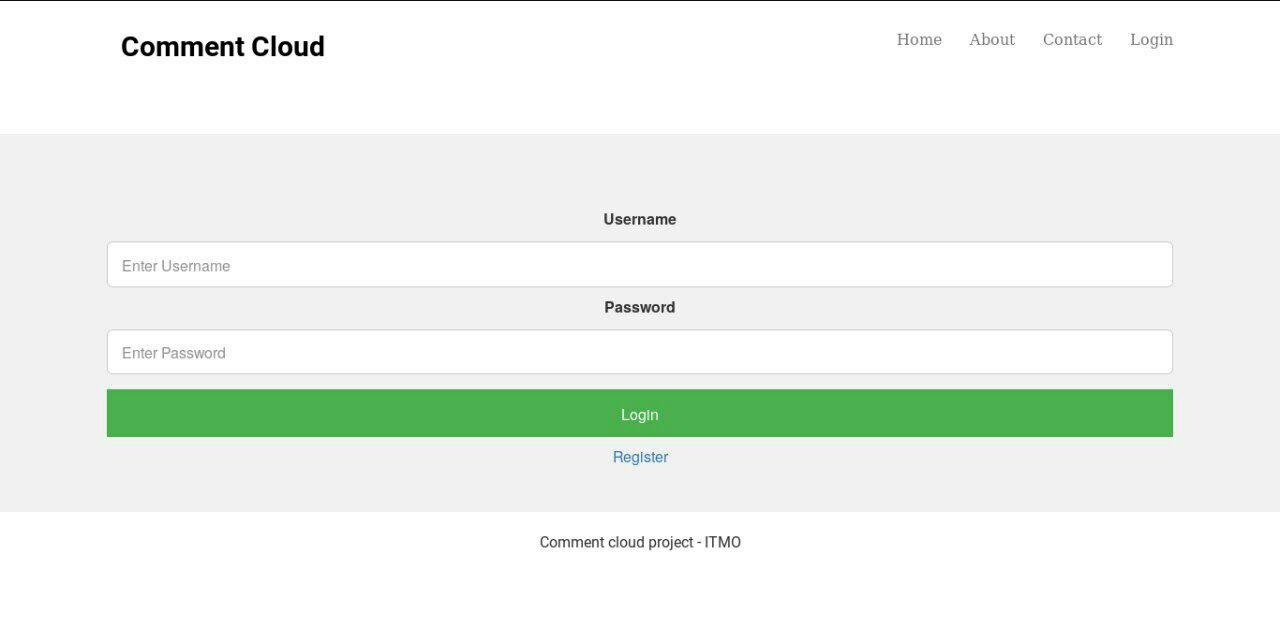 Comment Cloud
Home About Contact Login
Username
Enter Username
Password
Enter Password
Login
Register
Comment cloud project - ITMO